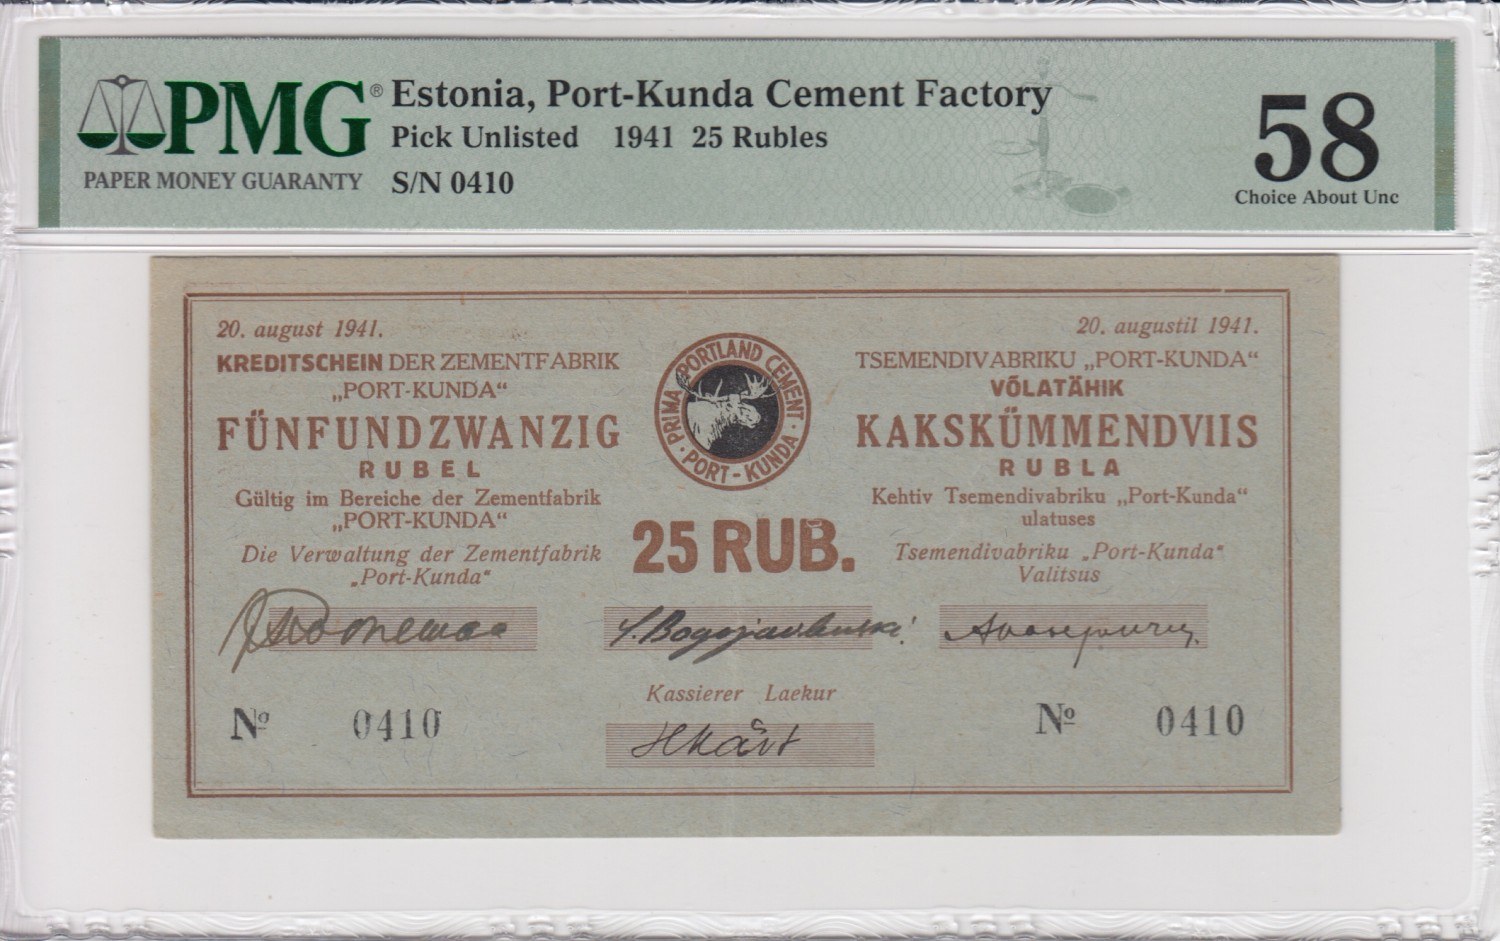 PMG®
PAPER MONEY GUARANTY
Estonia, Port-Kunda Cement Factory
Pick Unlisted 1941 25 Rubles
S/N 0410
58
Choice About Unc
20. august 1941.
KREDITSCHEIN DER ZEMENTFABRIK
„PORT-KUNDA“
FÜNFUNDZWANZIG
RUBEL
Gültig im Bereiche der Zementfabrik
„PORT-KUNDA“
Die Verwaltung der Zementfabrik
„Port-Kunda“
PRIMA PORTLAND CEMENT
· PORT-KUNDA ·
25 RUB.
20. augustil 1941.
TSEMENDIVABRIKU „PORT-KUNDA“
VÕLATÄHIK
KAKSKÜMMENDVIIS
RUBLA
Kehtiv Tsemendivabriku „Port-Kunda“
ulatuses
Tsemendivabriku „Port-Kunda“
Valitsus
Kassierer Laekur
№ 0410
№ 0410